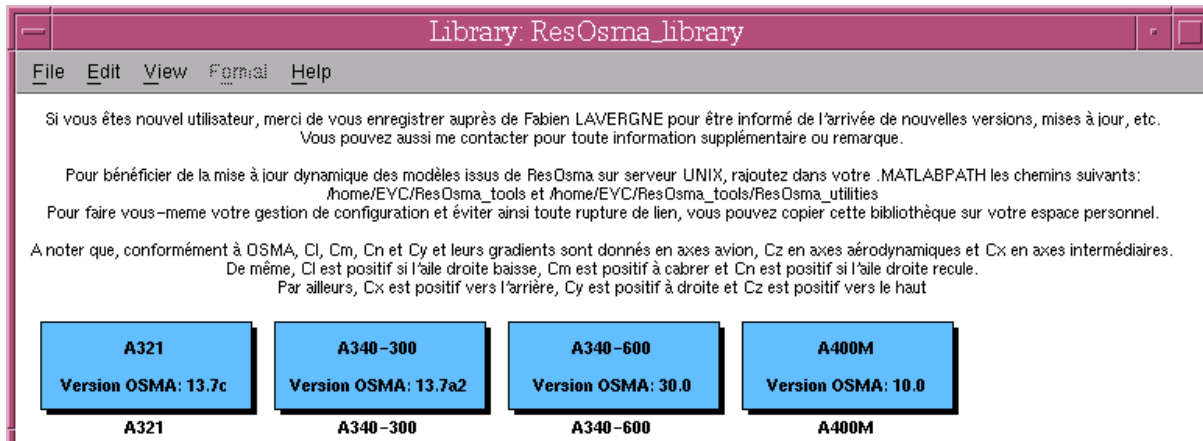 Library: ResOsma_library
File Edit View Format Help
Si vous êtes nouvel utilisateur, merci de vous enregistrer auprès de Fabien LAVERGNE pour être informé de l'arrivée de nouvelles versions, mises à jour, etc.
Vous pouvez aussi me contacter pour toute information supplémentaire ou remarque.
Pour bénéficier de la mise à jour dynamique des modèles issus de ResOsma sur serveur UNIX, rajoutez dans votre .MATLABPATH les chemins suivants:
/home/EYC/ResOsma_tools et /home/EYC/ResOsma_tools/ResOsma_utilities
Pour faire vous-meme votre gestion de configuration et éviter ainsi toute rupture de lien, vous pouvez copier cette bibliothèque sur votre espace personnel.
A noter que, conformément à OSMA, Cl, Cm, Cn et Cy et leurs gradients sont donnés en axes avion, Cz en axes aérodynamiques et Cx en axes intermédiaires.
De même, Cl est positif si l'aile droite baisse, Cm est positif à cabrer et Cn est positif si l'aile droite recule.
Par ailleurs, Cx est positif vers l'arrière, Cy est positif à droite et Cz est positif vers le haut
A321 A340-300 A340-600 A400M
Version OSMA: 13.7c Version OSMA: 13.7a2 Version OSMA: 30.0 Version OSMA: 10.0
A321 A340-300 A340-600 A400M